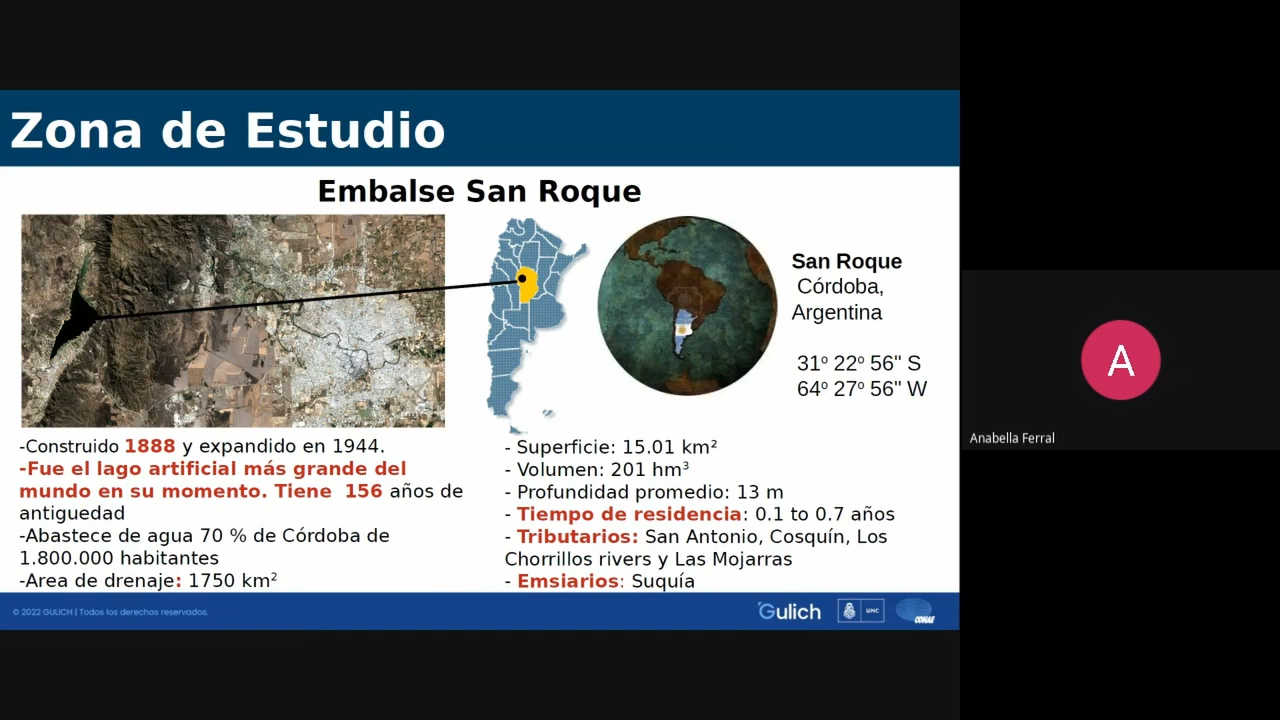 Zona de Estudio
Embalse San Roque
San Roque
Córdoba,
Argentina
31º 22º 56" S
64º 27º 56" W
-Construido 1888 y expandido en 1944.
-Fue el lago artificial más grande del
mundo en su momento. Tiene 156 años de
antiguedad
-Abastece de agua 70 % de Córdoba de
1.800.000 habitantes
-Area de drenaje: 1750 km²
- Superficie: 15.01 km²
- Volumen: 201 hm³
- Profundidad promedio: 13 m
- Tiempo de residencia: 0.1 to 0.7 años
- Tributarios: San Antonio, Cosquín, Los
Chorrillos rivers y Las Mojarras
- Emsiarios: Suquía
© 2022 GULICH | Todos los derechos reservados.
Gulich
UNC
CONAE
A
Anabella Ferral